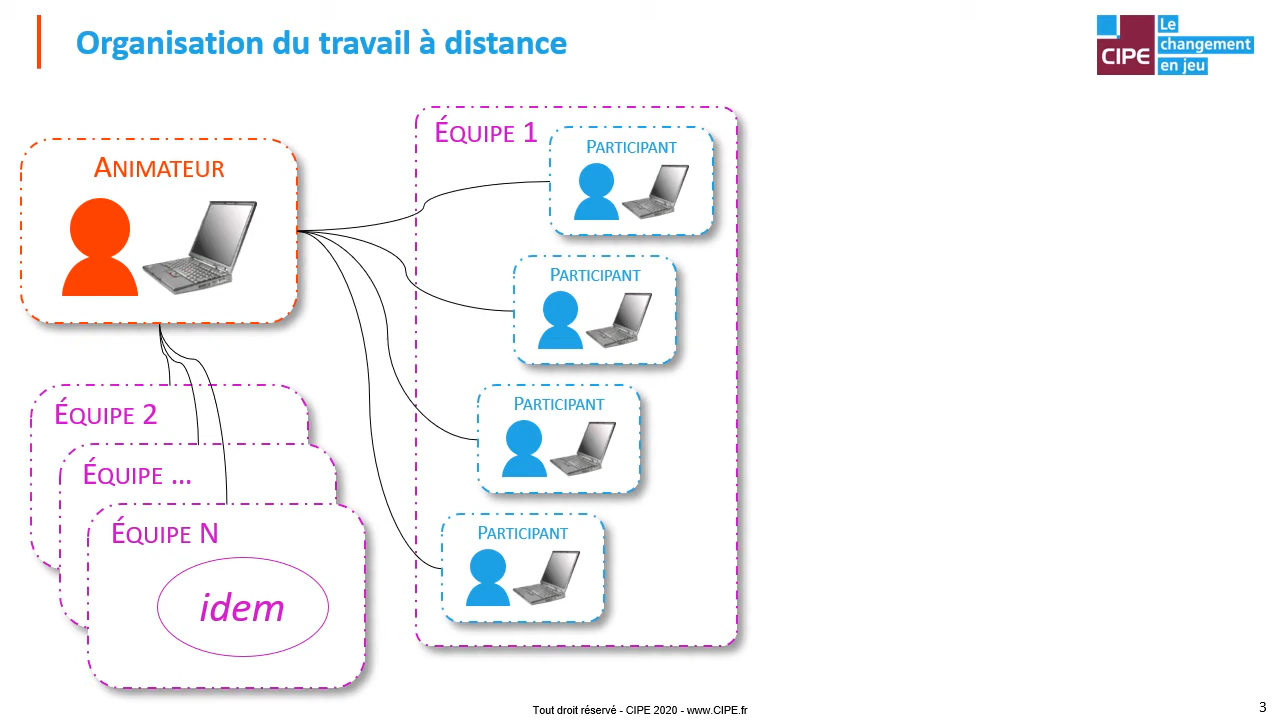 Organisation du travail à distance
CIPE
Le
changement
en jeu
ANIMATEUR
ÉQUIPE 1
PARTICIPANT
PARTICIPANT
PARTICIPANT
PARTICIPANT
ÉQUIPE 2
ÉQUIPE ...
ÉQUIPE N
idem
Tout droit réservé - CIPE 2020 - www.CIPE.fr
3